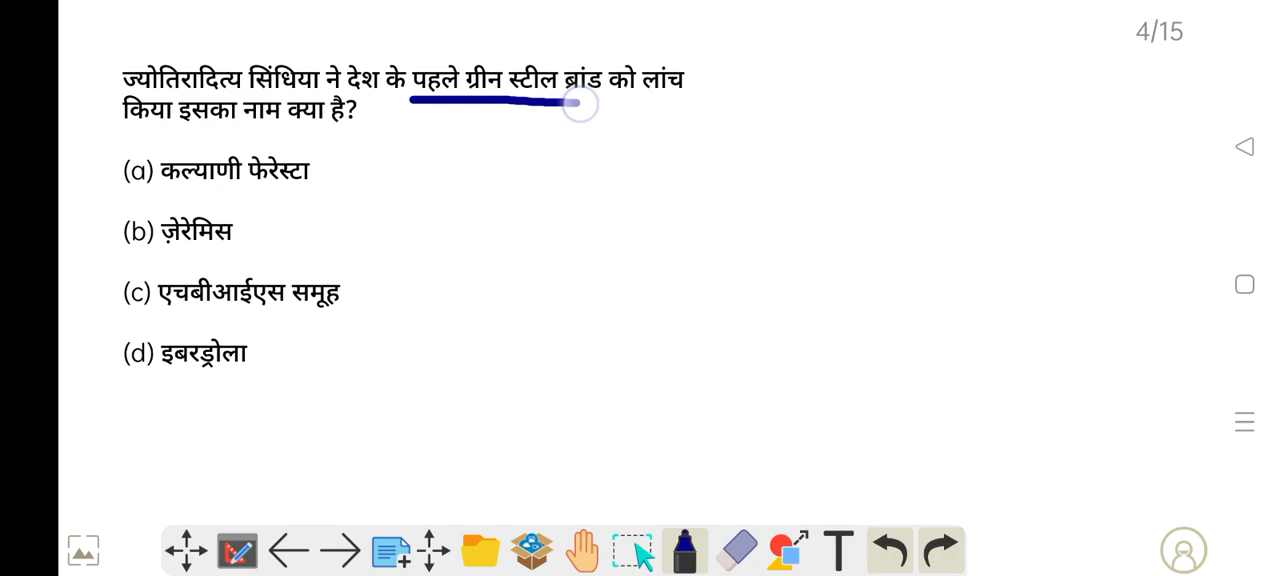 4/15
ज्योतिरादित्य सिंधिया ने देश के पहले ग्रीन स्टील ब्रांड को लांच
किया इसका नाम क्या है?
(a) कल्याणी फेरेस्टा
(b) ज़ेरेमिस
(c) एचबीआईएस समूह
(d) इबरड्रोला
T